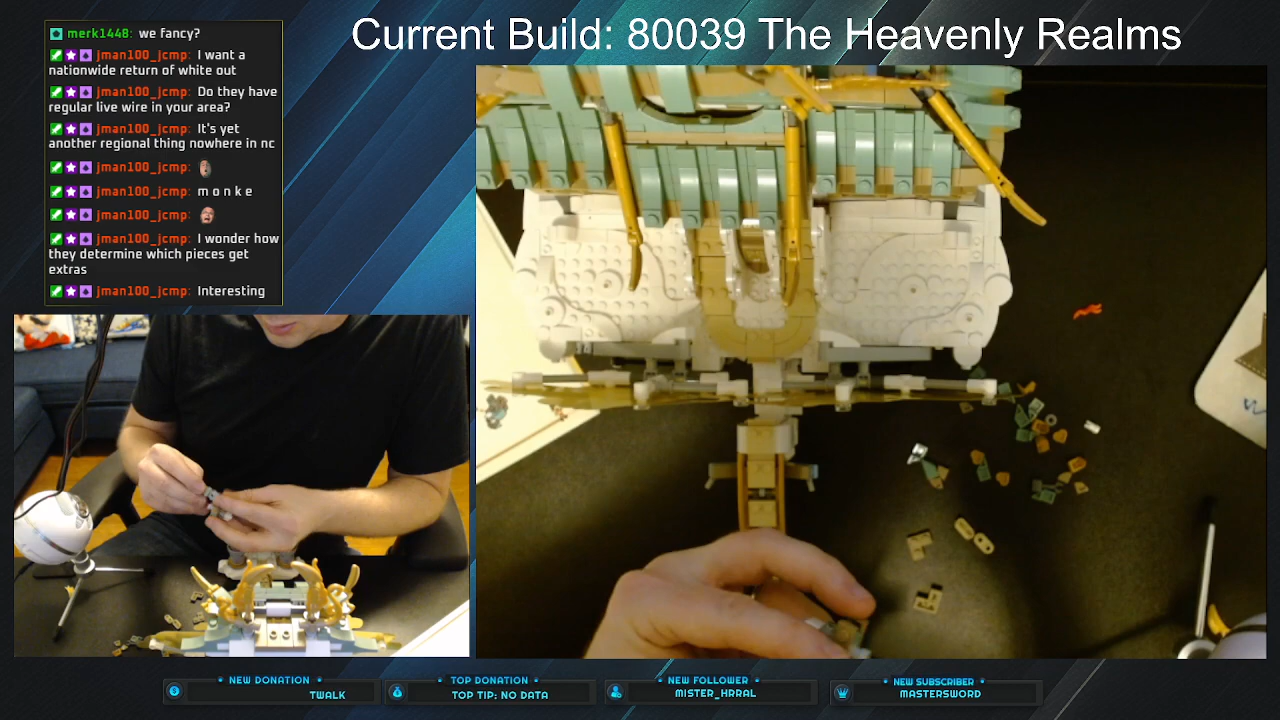 Current Build: 80039 The Heavenly Realms
merk1448: we fancy?
jman100_jcmp: I want a
nationwide return of white out
jman100_jcmp: Do they have
regular live wire in your area?
jman100_jcmp: It's yet
another regional thing nowhere in nc
jman100_jcmp:
jman100_jcmp: m o n k e
jman100_jcmp:
jman100_jcmp: I wonder how
they determine which pieces get
extras
jman100_jcmp: Interesting
NEW DONATION
TWALK
TOP DONATION
TOP TIP: NO DATA
NEW FOLLOWER
MISTER_HRRAL
NEW SUBSCRIBER
MASTERSWORD